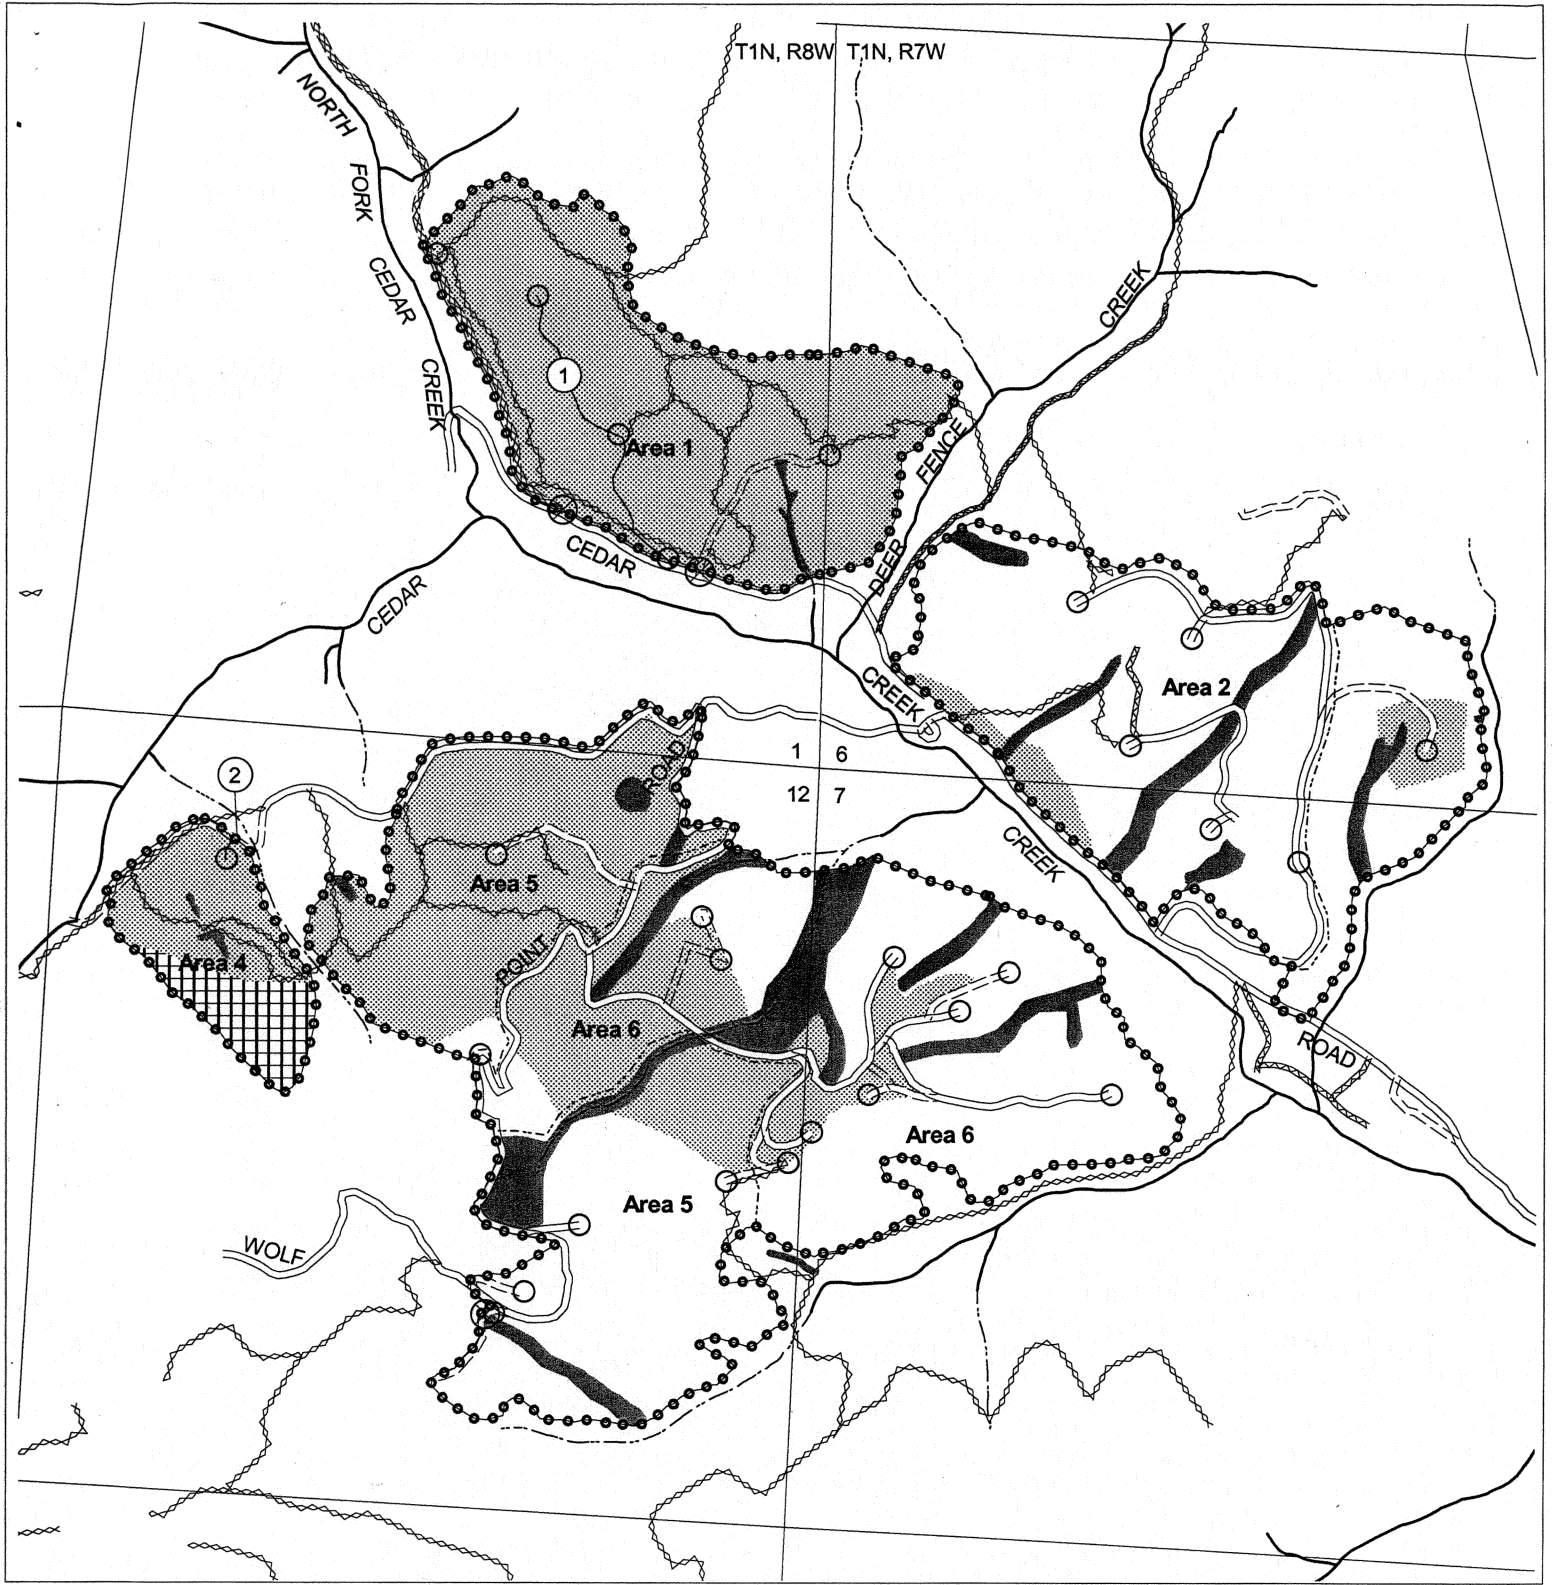 T1N, R8W T1N, R7W
NORTH
FORK
CEDAR
CREEK
CREEK
1
Area 1
FENCE
DEER
CEDAR
CEDAR
CREEK
Area 2
ROAD
1 6
12 7
2
CREEK
Area 5
POINT
Area 4
Area 6
ROAD
Area 6
Area 5
WOLF